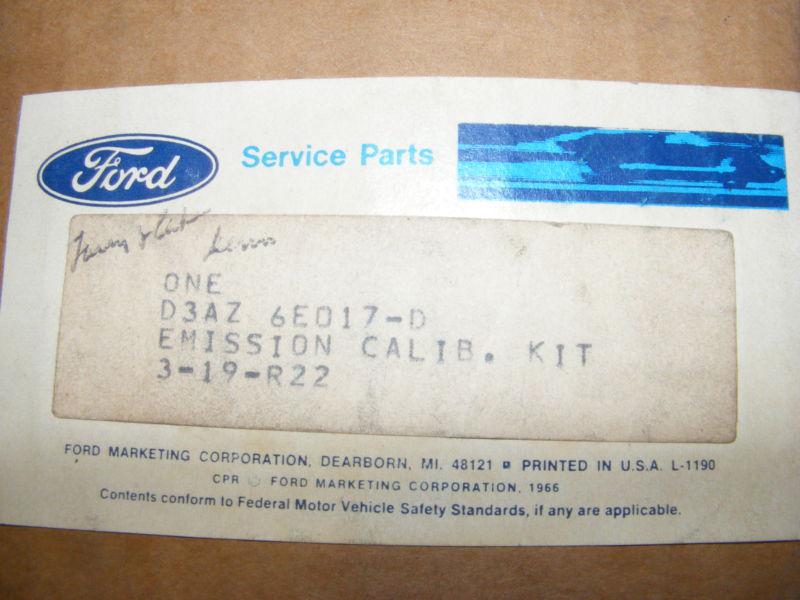 Ford Service Parts
ONE
D3AZ 6E017-D
EMISSION CALIB. KIT
3-19-R22
FORD MARKETING CORPORATION, DEARBORN, MI. 48121 ▪ PRINTED IN U.S.A. L-1190
CPR © FORD MARKETING CORPORATION, 1966
Contents conform to Federal Motor Vehicle Safety Standards, if any are applicable.